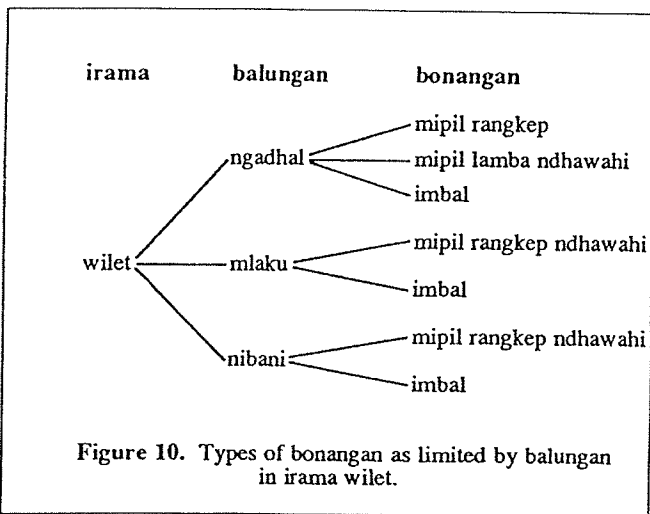 irama balungan bonangan
mipil rangkep
ngadhal mipil lamba ndhawahi
imbal
mipil rangkep ndhawahi
wilet mlaku
imbal
mipil rangkep ndhawahi
nibani
imbal
Figure 10. Types of bonangan as limited by balungan
in irama wilet.